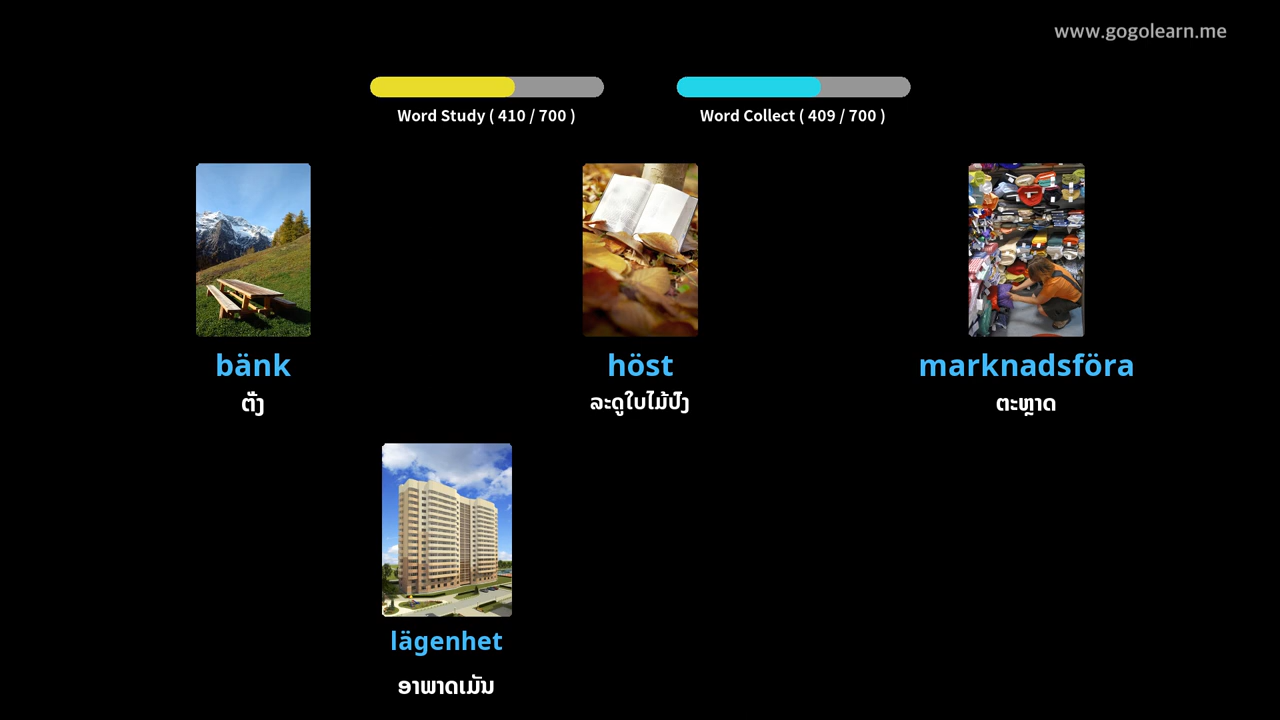 www.gogolearn.me
Word Study ( 410 / 700 )
Word Collect ( 409 / 700 )
bänk
ຕັ່ງ
höst
ລະດູໃບໄມ້ປົ່ງ
marknadsföra
ຕະຫຼາດ
lägenhet
ອາພາດເມັນ